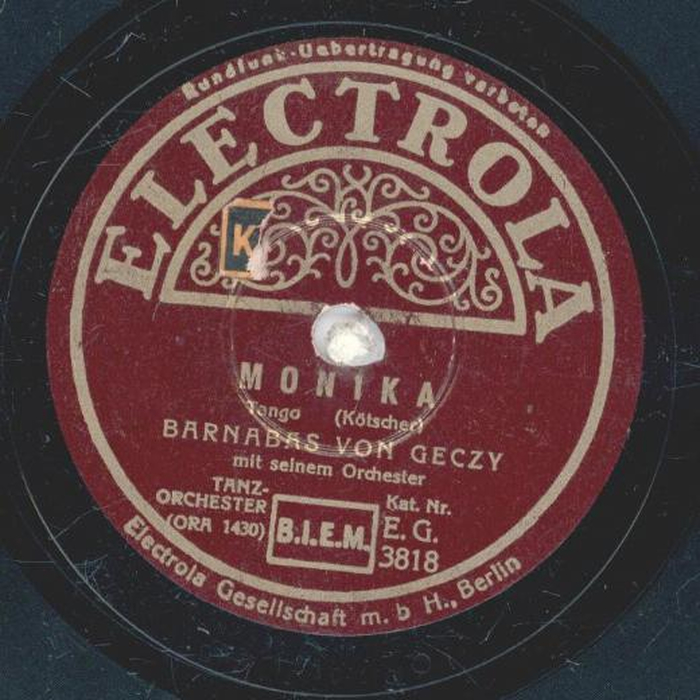 Rundfunk-Uebertragung verboten
ELECTROLA
K
MONIKA
Tango (Kötscher)
BARNABAS VON GECZY
mit seinem Orchester
TANZ-
ORCHESTER
(ORA 1430)
B.I.E.M.
Kat. Nr.
E. G.
3818
Electrola Gesellschaft m. b H., Berlin